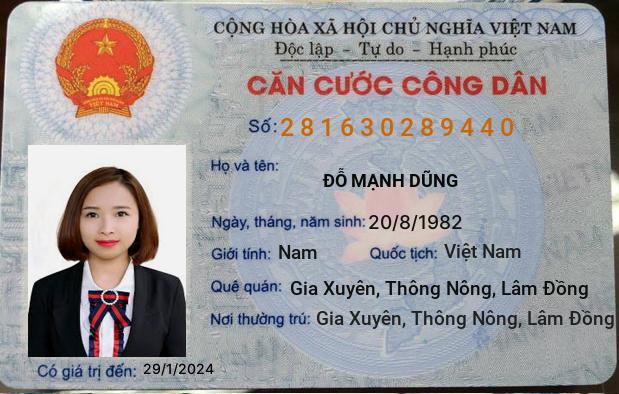 CỘNG HÒA XÃ HỘI CHỦ NGHĨA VIỆT NAM
Độc lập - Tự do - Hạnh phúc
CĂN CƯỚC CÔNG DÂN
Số: 281630289440
Họ và tên:
ĐỖ MẠNH DŨNG
Ngày, tháng, năm sinh: 20/8/1982
Giới tính: Nam Quốc tịch: Việt Nam
Quê quán: Gia Xuyên, Thông Nông, Lâm Đồng
Nơi thường trú: Gia Xuyên, Thông Nông, Lâm Đồng
Có giá trị đến: 29/1/2024
VIỆT NAM